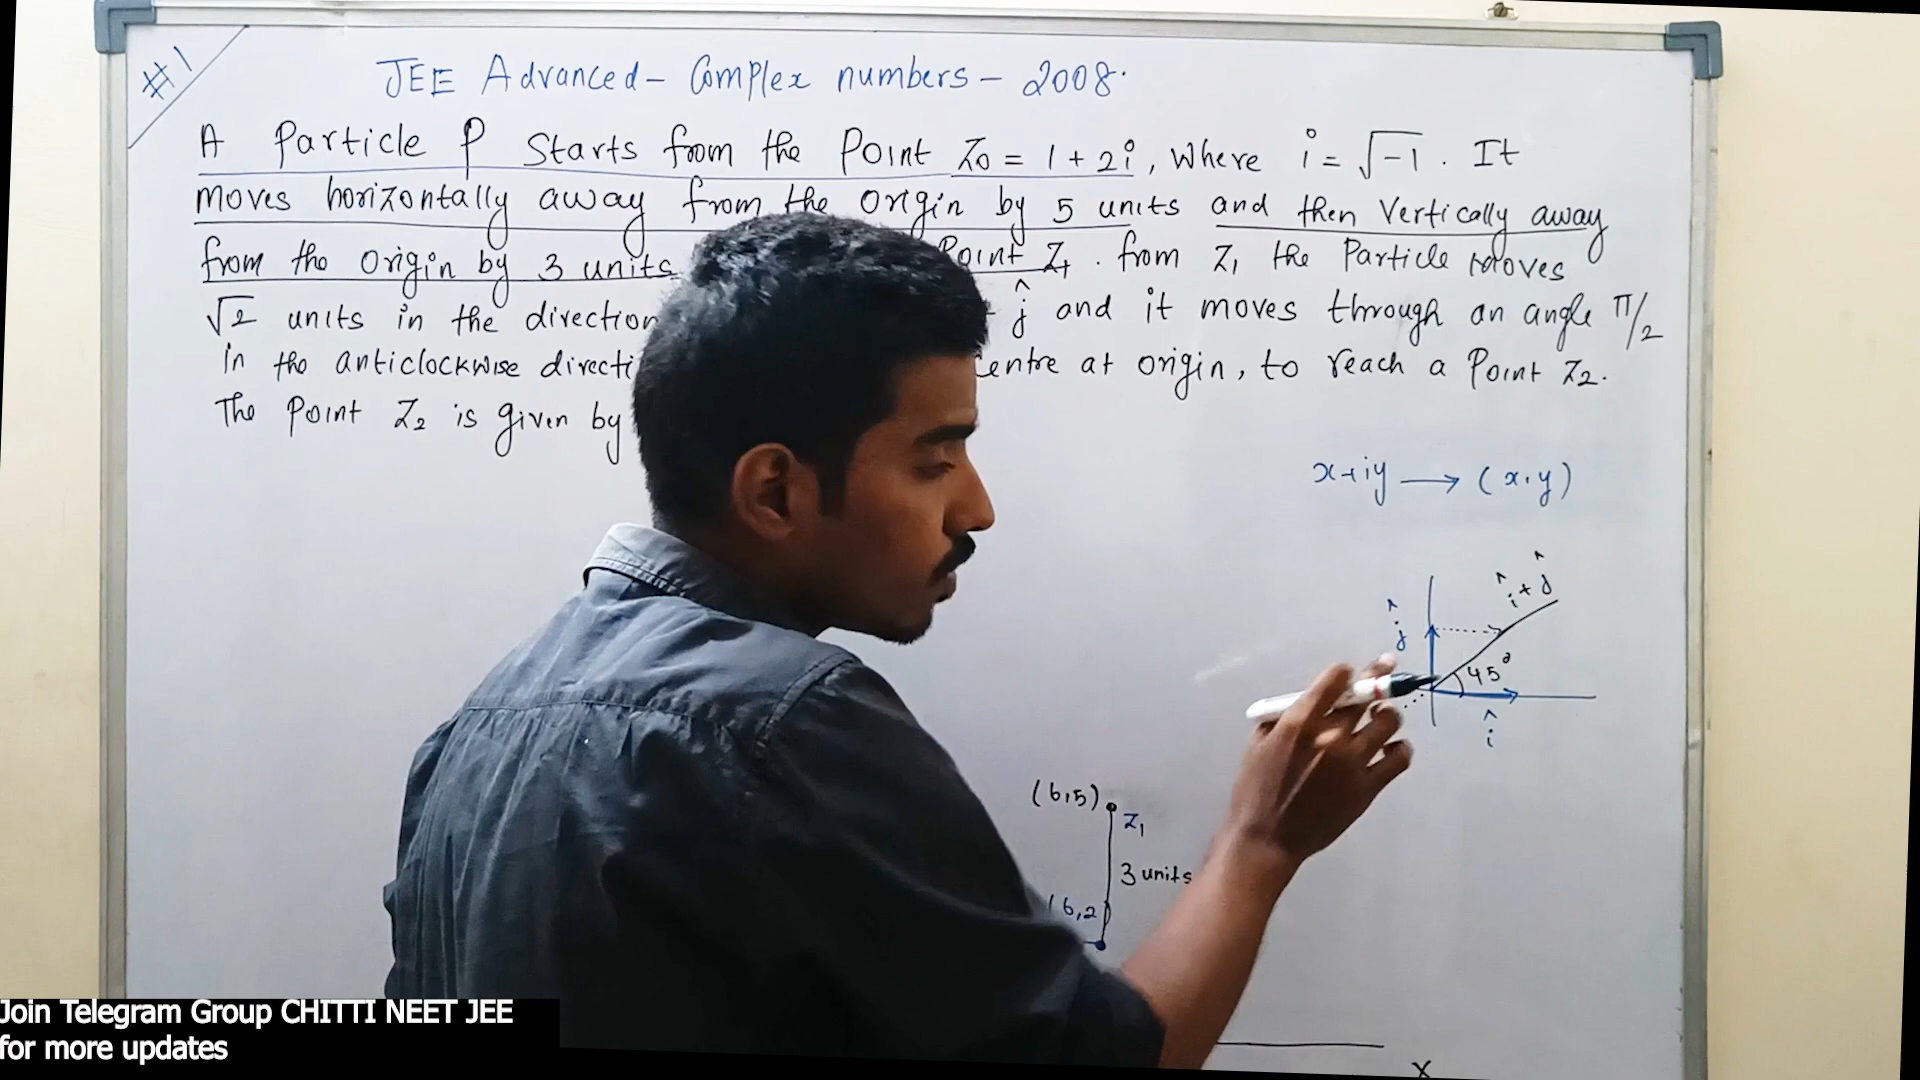 #1
JEE Advanced - Complex numbers - 2008.
A Particle P Starts from the Point Z0 = 1 + 2i, Where i = √-1 . It
moves horizontally away from the origin by 5 units and then Vertically away
from the origin by 3 units Point Z1 . from Z1 the Particle moves
√2 units in the direction ĵ and it moves through an angle π/2
in the anticlockwise centre at origin, to reach a Point Z2.
The Point Z2 is given by
x+iy → (x,y)
î + ĵ
ĵ
45°
î
(6,5)
Z1
3 units
(6,2
X
Join Telegram Group CHITTI NEET JEE
for more updates